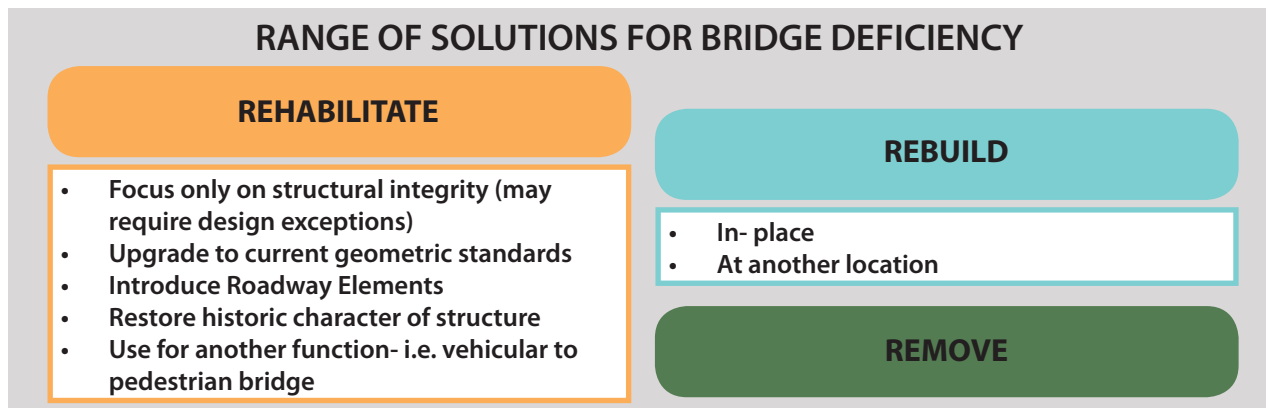 RANGE OF SOLUTIONS FOR BRIDGE DEFICIENCY
REHABILITATE
• Focus only on structural integrity (may
require design exceptions)
• Upgrade to current geometric standards
• Introduce Roadway Elements
• Restore historic character of structure
• Use for another function- i.e. vehicular to
pedestrian bridge
REBUILD
• In- place
• At another location
REMOVE